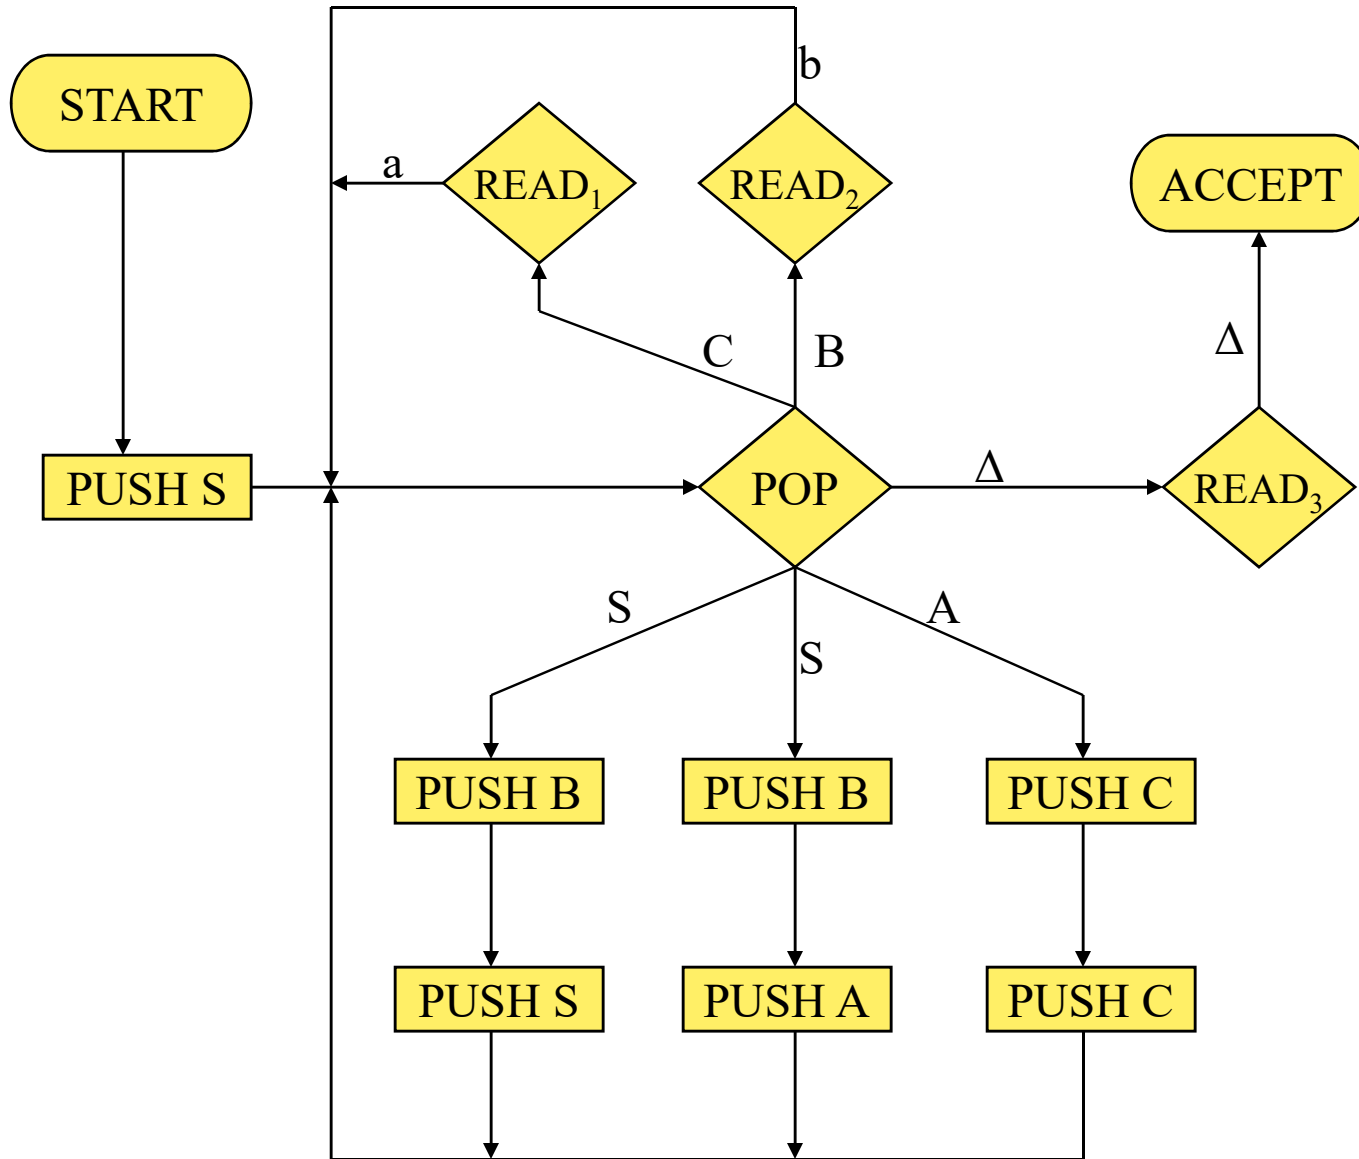 b
START
a
READ₁
READ₂
ACCEPT
C
B
Δ
PUSH S
POP
Δ
READ₃
S
S
A
PUSH B
PUSH B
PUSH C
PUSH S
PUSH A
PUSH C